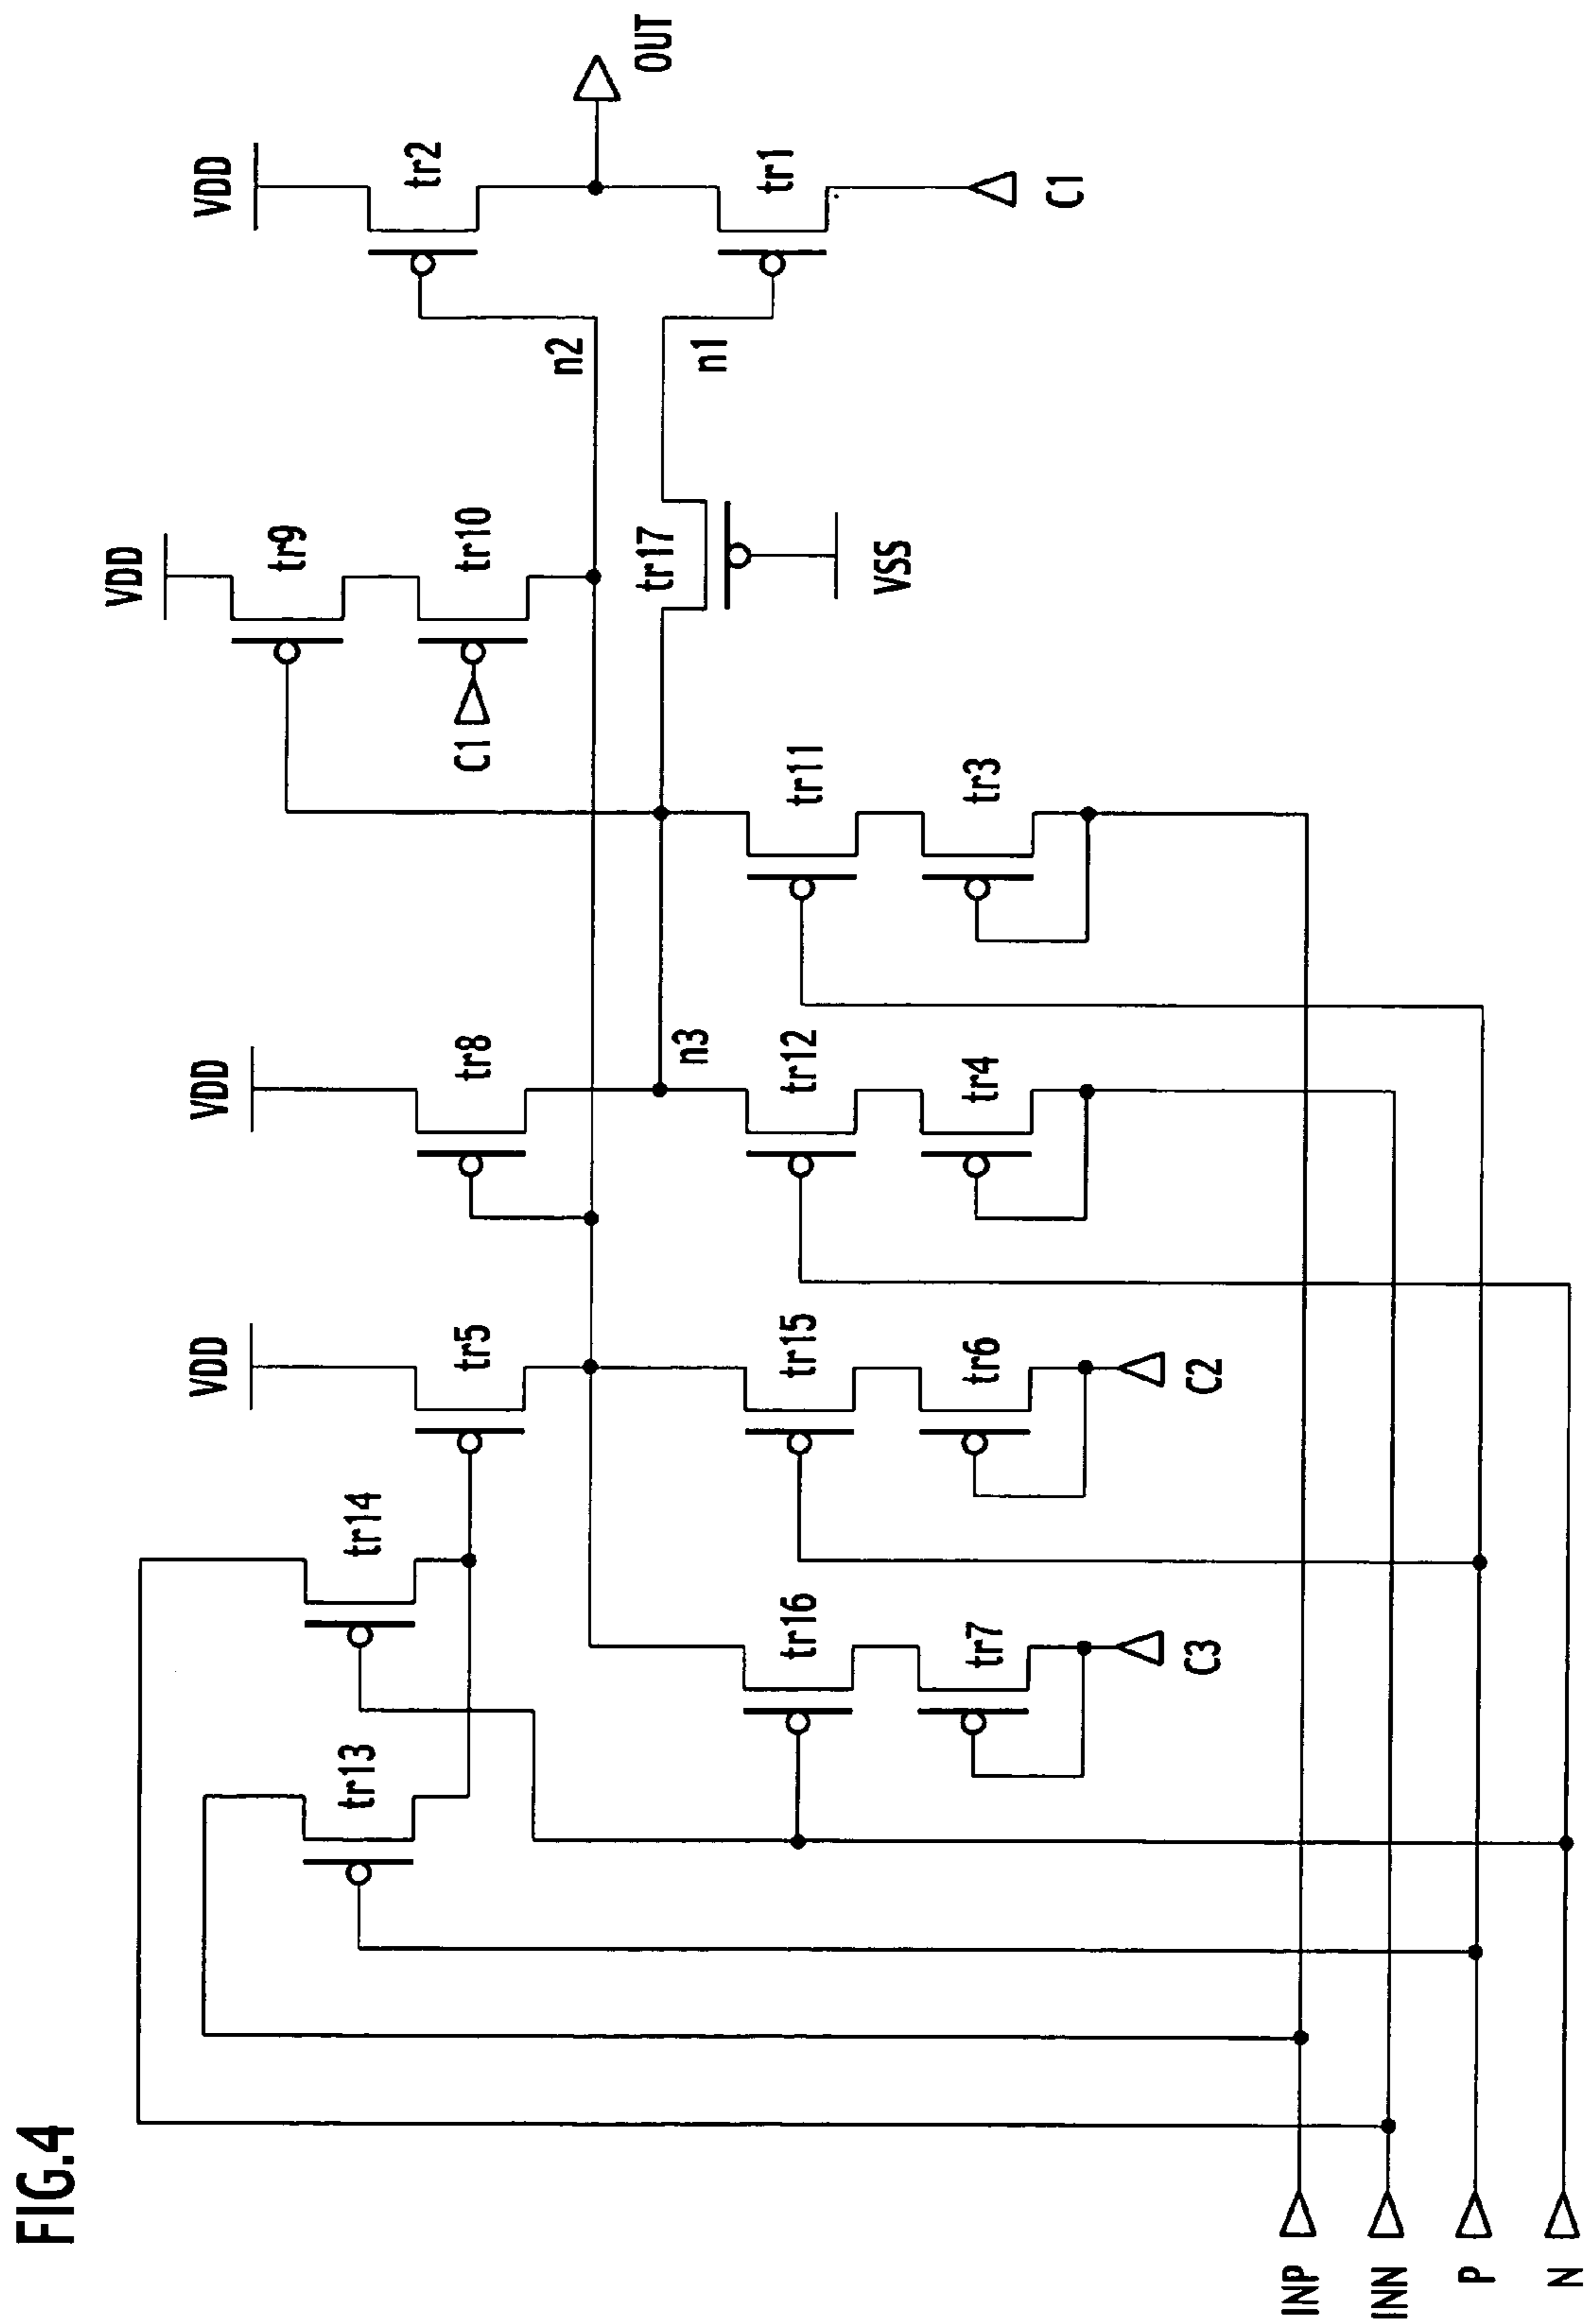 FIG.4
VDD
tr2
OUT
tr1
C1
n2
n1
VDD
tr9
tr10
C1
tr17
VSS
tr11
tr3
VDD
tr8
n3
tr12
tr4
VDD
tr5
tr15
tr6
C2
tr14
tr16
tr7
C3
tr13
INP
INN
P
N